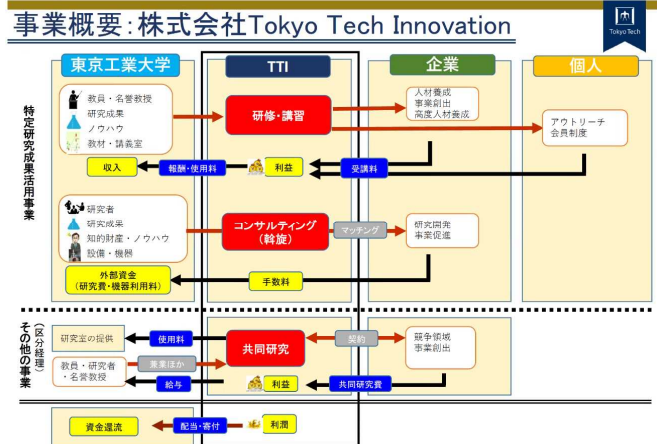 事業概要：株式会社Tokyo Tech Innovation
Tokyo Tech
東京工業大学
TTI
企業
個人
特定研究成果活用事業
教員・名誉教授
研究成果
ノウハウ
教材・講義室
研修・講習
人材養成
事業創出
高度人材養成
アウトリーチ
会員制度
収入
報酬・使用料
利益
受講料
研究者
研究成果
知的財産・ノウハウ
設備・機器
コンサルティング
（斡旋）
マッチング
研究開発
事業促進
外部資金
（研究費・機器利用料）
手数料
その他の事業
（区分経理）
研究室の提供
使用料
共同研究
契約
競争領域
事業創出
教員・研究者
・名誉教授
兼業ほか
給与
利益
共同研究費
資金還流
配当・寄付
利潤